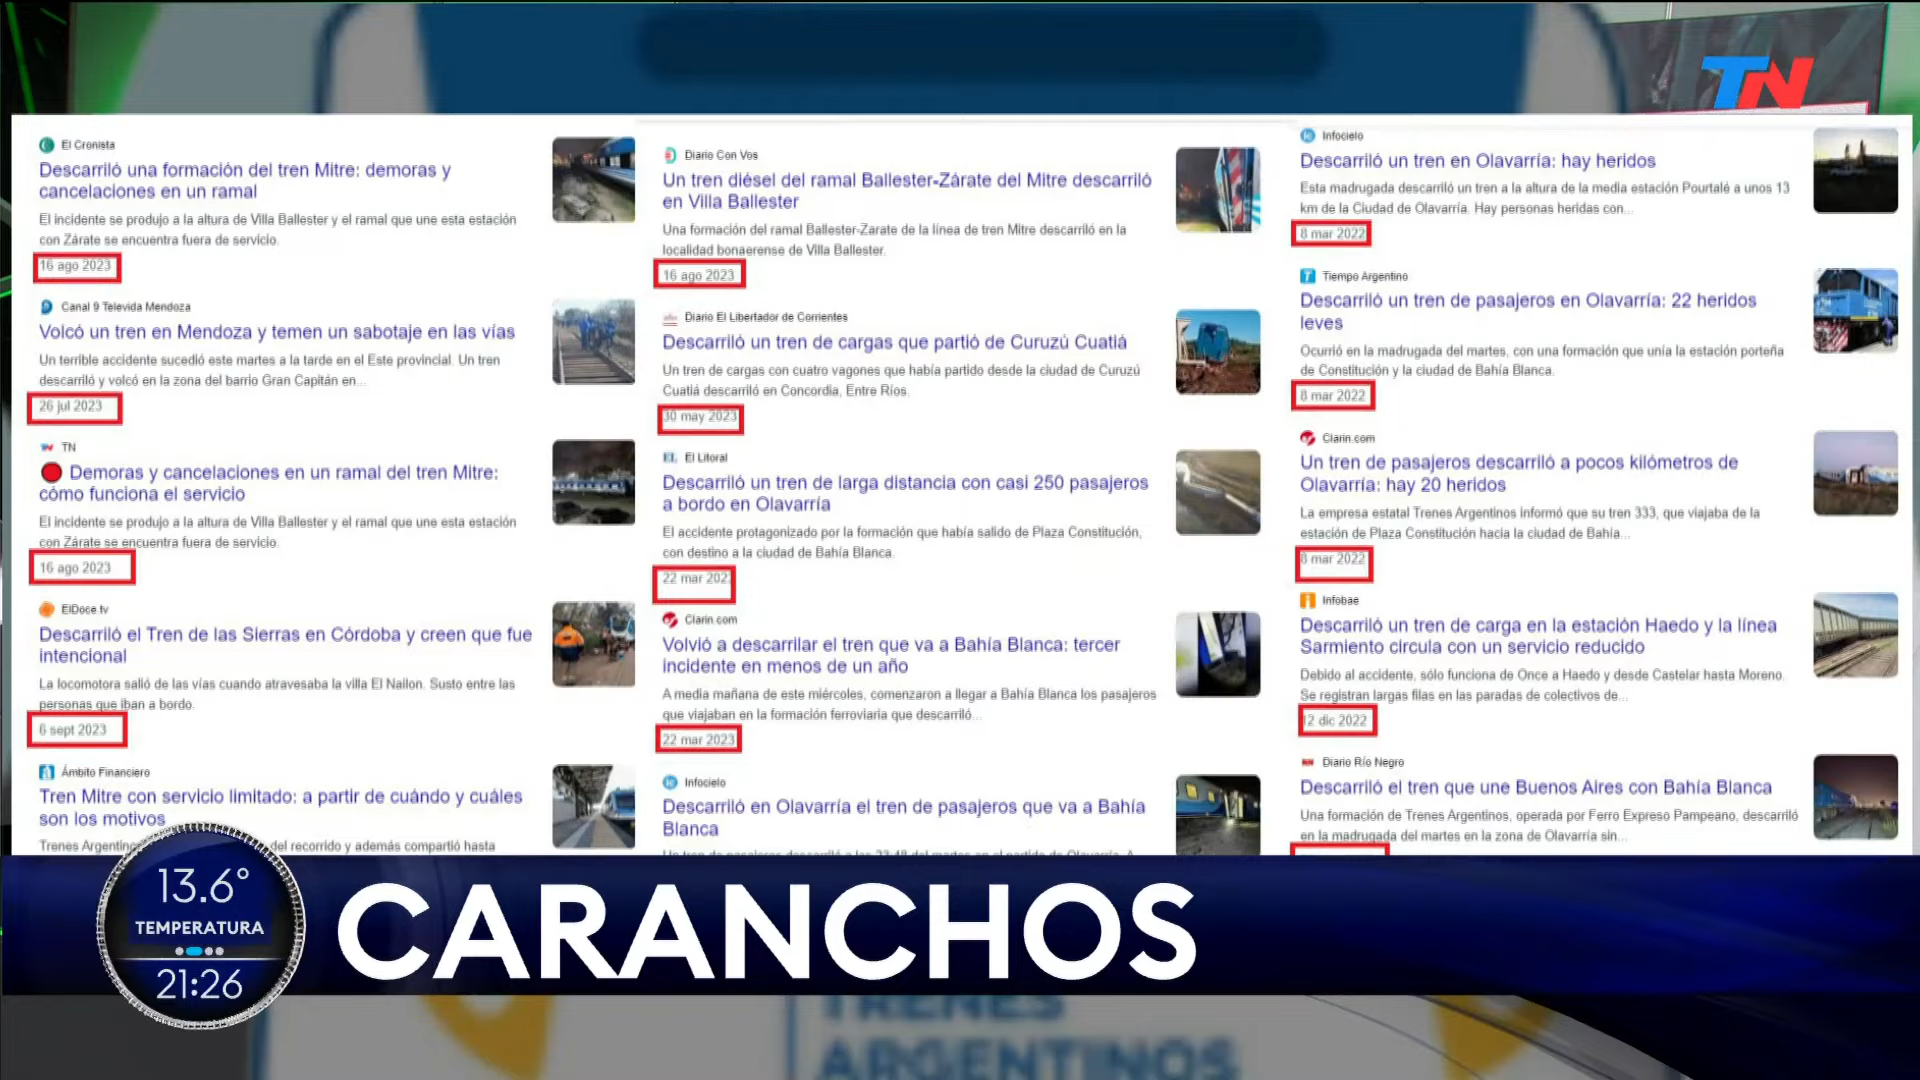 TN
El Cronista
Descarriló una formación del tren Mitre: demoras y
cancelaciones en un ramal
El incidente se produjo a la altura de Villa Ballester y el ramal que une esta estación
con Zárate se encuentra fuera de servicio.
16 ago 2023
Canal 9 Televida Mendoza
Volcó un tren en Mendoza y temen un sabotaje en las vías
Un terrible accidente sucedió este martes a la tarde en el Este provincial. Un tren
descarriló y volcó en la zona del barrio Gran Capitán en...
26 jul 2023
TN
Demoras y cancelaciones en un ramal del tren Mitre:
cómo funciona el servicio
El incidente se produjo a la altura de Villa Ballester y el ramal que une esta estación
con Zárate se encuentra fuera de servicio.
16 ago 2023
ElDoce tv
Descarriló el Tren de las Sierras en Córdoba y creen que fue
intencional
La locomotora salió de las vías cuando atravesaba la villa El Nailon. Susto entre las
personas que iban a bordo.
6 sept 2023
Ámbito Financiero
Tren Mitre con servicio limitado: a partir de cuándo y cuáles
son los motivos
Trenes Argentinos del recorrido y además compartió hasta
Diario Con Vos
Un tren diésel del ramal Ballester-Zárate del Mitre descarriló
en Villa Ballester
Una formación del ramal Ballester-Zarate de la línea de tren Mitre descarriló en la
localidad bonaerense de Villa Ballester.
16 ago 2023
Diario El Libertador de Corrientes
Descarriló un tren de cargas que partió de Curuzú Cuatiá
Un tren de cargas con cuatro vagones que había partido desde la ciudad de Curuzú
Cuatiá descarriló en Concordia, Entre Ríos.
30 may 2023
EL El Litoral
Descarriló un tren de larga distancia con casi 250 pasajeros
a bordo en Olavarría
El accidente protagonizado por la formación que había salido de Plaza Constitución,
con destino a la ciudad de Bahía Blanca.
22 mar 202
Clarin.com
Volvió a descarrilar el tren que va a Bahía Blanca: tercer
incidente en menos de un año
A media mañana de este miércoles, comenzaron a llegar a Bahía Blanca los pasajeros
que viajaban en la formación ferroviaria que descarriló...
22 mar 2023
Infocielo
Descarriló en Olavarría el tren de pasajeros que va a Bahía
Blanca
Un tren de pasajeros descarriló a las 23:48 del martes en el partido de Olavarría. A
Infocielo
Descarriló un tren en Olavarría: hay heridos
Esta madrugada descarriló un tren a la altura de la media estación Pourtalé a unos 13
km de la Ciudad de Olavarría. Hay personas heridas con...
8 mar 2022
Tiempo Argentino
Descarriló un tren de pasajeros en Olavarría: 22 heridos
leves
Ocurrió en la madrugada del martes, con una formación que unía la estación porteña
de Constitución y la ciudad de Bahía Blanca.
8 mar 2022
Clarin.com
Un tren de pasajeros descarriló a pocos kilómetros de
Olavarría: hay 20 heridos
La empresa estatal Trenes Argentinos informó que su tren 333, que viajaba de la
estación de Plaza Constitución hacia la ciudad de Bahía...
8 mar 2022
Infobae
Descarriló un tren de carga en la estación Haedo y la línea
Sarmiento circula con un servicio reducido
Debido al accidente, sólo funciona de Once a Haedo y desde Castelar hasta Moreno.
Se registran largas filas en las paradas de colectivos de...
12 dic 2022
Diario Río Negro
Descarriló el tren que une Buenos Aires con Bahía Blanca
Una formación de Trenes Argentinos, operada por Ferro Expreso Pampeano, descarriló
en la madrugada del martes en la zona de Olavarría sin...
13.6°
TEMPERATURA
21:26
CARANCHOS
TRENES
ARGENTINOS